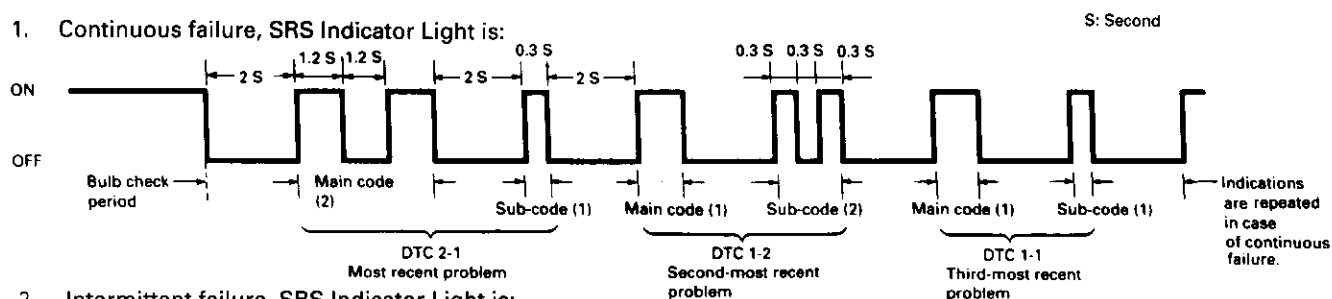 1. Continuous failure, SRS Indicator Light is:
S: Second
2 S
1.2 S
1.2 S
2 S
0.3 S
2 S
0.3 S
0.3 S
0.3 S
ON
OFF
Bulb check
period
Main code
(2)
Sub-code (1)
Main code (1)
Sub-code (2)
Main code (1)
Sub-code (1)
Indications
are repeated
in case
of continuous
failure.
DTC 2-1
Most recent problem
DTC 1-2
Second-most recent
problem
DTC 1-1
Third-most recent
problem
2. Intermittent failure, SRS Indicator Light is: